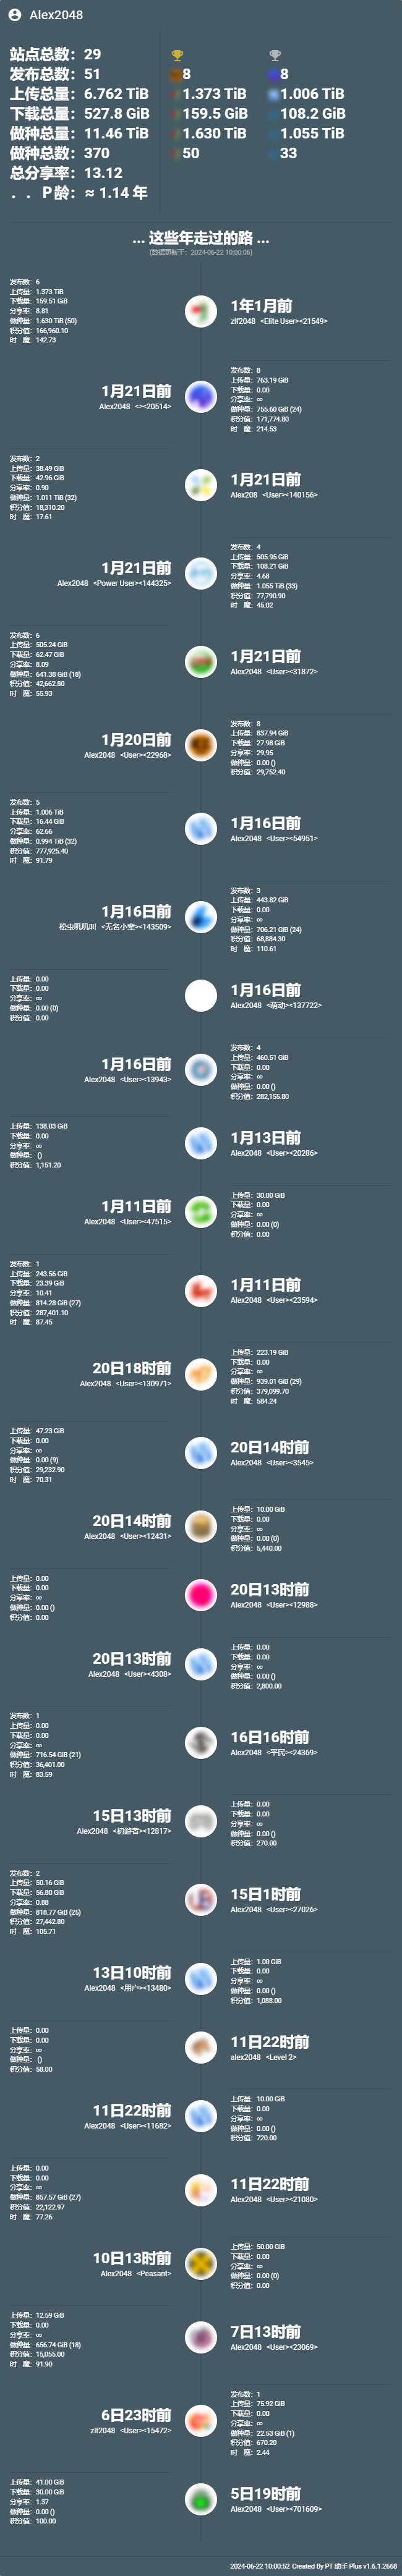 Alex2048
站点总数：29
发布总数：51 8 8
上传总量：6.762 TiB 1.373 TiB 1.006 TiB
下载总量：527.8 GiB 159.5 GiB 108.2 GiB
做种总量：11.46 TiB 1.630 TiB 1.055 TiB
做种总数：370 50 33
总分享率：13.12
．．P龄：≈ 1.14 年
... 这些年走过的路 ...
(数据更新于：2024-06-22 10:00:06)
发布数：6
上传量：1.373 TiB
下载量：159.51 GiB
分享率：8.81
做种量：1.630 TiB (50)
积分值：166,960.10
时　魔：142.73
1年1月前
zlf2048 <Elite User><21549>
1月21日前
Alex2048 <><20514>
发布数：8
上传量：763.19 GiB
下载量：0.00
分享率：∞
做种量：755.60 GiB (24)
积分值：171,774.80
时　魔：214.53
发布数：2
上传量：38.49 GiB
下载量：42.96 GiB
分享率：0.90
做种量：1.011 TiB (32)
积分值：18,310.20
时　魔：17.61
1月21日前
Alex208 <User><140156>
1月21日前
Alex2048 <Power User><144325>
发布数：4
上传量：505.95 GiB
下载量：108.21 GiB
分享率：4.68
做种量：1.055 TiB (33)
积分值：77,790.90
时　魔：45.02
发布数：6
上传量：505.24 GiB
下载量：62.47 GiB
分享率：8.09
做种量：641.38 GiB (18)
积分值：42,662.80
时　魔：55.93
1月21日前
Alex2048 <User><31872>
1月20日前
Alex2048 <User><22968>
发布数：8
上传量：837.94 GiB
下载量：27.98 GiB
分享率：29.95
做种量：0.00 ()
积分值：29,752.40
发布数：5
上传量：1.006 TiB
下载量：16.44 GiB
分享率：62.66
做种量：0.994 TiB (32)
积分值：777,925.40
时　魔：91.79
1月16日前
Alex2048 <User><54951>
1月16日前
松虫叽叽叫 <无名小辈><143509>
发布数：3
上传量：443.82 GiB
下载量：0.00
分享率：∞
做种量：706.21 GiB (24)
积分值：68,884.30
时　魔：110.61
上传量：0.00
下载量：0.00
分享率：∞
做种量：0.00 (0)
积分值：0.00
1月16日前
Alex2048 <萌动><137722>
1月16日前
Alex2048 <User><13943>
发布数：4
上传量：460.51 GiB
下载量：0.00
分享率：∞
做种量：0.00 ()
积分值：282,155.80
上传量：138.03 GiB
下载量：0.00
分享率：∞
做种量： ()
积分值：1,151.20
1月13日前
Alex2048 <User><20286>
1月11日前
Alex2048 <User><47515>
上传量：30.00 GiB
下载量：0.00
分享率：∞
做种量：0.00 (0)
积分值：0.00
发布数：1
上传量：243.56 GiB
下载量：23.39 GiB
分享率：10.41
做种量：814.28 GiB (27)
积分值：287,401.10
时　魔：87.45
1月11日前
Alex2048 <User><23594>
20日18时前
Alex2048 <User><130971>
上传量：223.19 GiB
下载量：0.00
分享率：∞
做种量：939.01 GiB (29)
积分值：379,099.70
时　魔：584.24
上传量：47.23 GiB
下载量：0.00
分享率：∞
做种量：0.00 (9)
积分值：29,232.90
时　魔：70.31
20日14时前
Alex2048 <User><3545>
20日14时前
Alex2048 <User><12431>
上传量：10.00 GiB
下载量：0.00
分享率：∞
做种量：0.00 (0)
积分值：5,440.00
上传量：0.00
下载量：0.00
分享率：∞
做种量：0.00 ()
积分值：0.00
20日13时前
Alex2048 <User><12988>
20日13时前
Alex2048 <User><4308>
上传量：0.00
下载量：0.00
分享率：∞
做种量：0.00 ()
积分值：2,800.00
发布数：1
上传量：0.00
下载量：0.00
分享率：∞
做种量：716.54 GiB (21)
积分值：36,401.00
时　魔：83.59
16日16时前
Alex2048 <平民><24369>
15日13时前
Alex2048 <初游者><12817>
上传量：0.00
下载量：0.00
分享率：∞
做种量：0.00 ()
积分值：270.00
发布数：2
上传量：50.16 GiB
下载量：56.80 GiB
分享率：0.88
做种量：818.77 GiB (25)
积分值：27,442.80
时　魔：105.71
15日1时前
Alex2048 <User><27026>
13日10时前
Alex2048 <用户><13480>
上传量：1.00 GiB
下载量：0.00
分享率：∞
做种量：0.00 ()
积分值：1,088.00
上传量：0.00
下载量：0.00
分享率：∞
做种量： ()
积分值：58.00
11日22时前
alex2048 <Level 2>
11日22时前
Alex2048 <User><11682>
上传量：10.00 GiB
下载量：0.00
分享率：∞
做种量：0.00 ()
积分值：720.00
上传量：0.00
下载量：0.00
分享率：∞
做种量：857.57 GiB (27)
积分值：22,122.97
时　魔：77.26
11日22时前
Alex2048 <User><21080>
10日13时前
Alex2048 <Peasant>
上传量：50.00 GiB
下载量：0.00
分享率：∞
做种量：0.00 (0)
积分值：0.00
上传量：12.59 GiB
下载量：0.00
分享率：∞
做种量：656.74 GiB (18)
积分值：15,055.00
时　魔：91.90
7日13时前
Alex2048 <User><23069>
6日23时前
zlf2048 <User><15472>
发布数：1
上传量：75.92 GiB
下载量：0.00
分享率：∞
做种量：22.53 GiB (1)
积分值：670.20
时　魔：2.44
上传量：41.00 GiB
下载量：30.00 GiB
分享率：1.37
做种量：0.00 ()
积分值：100.00
5日19时前
Alex2048 <User><701609>
2024-06-22 10:00:52 Created By PT 助手 Plus v1.6.1.2668